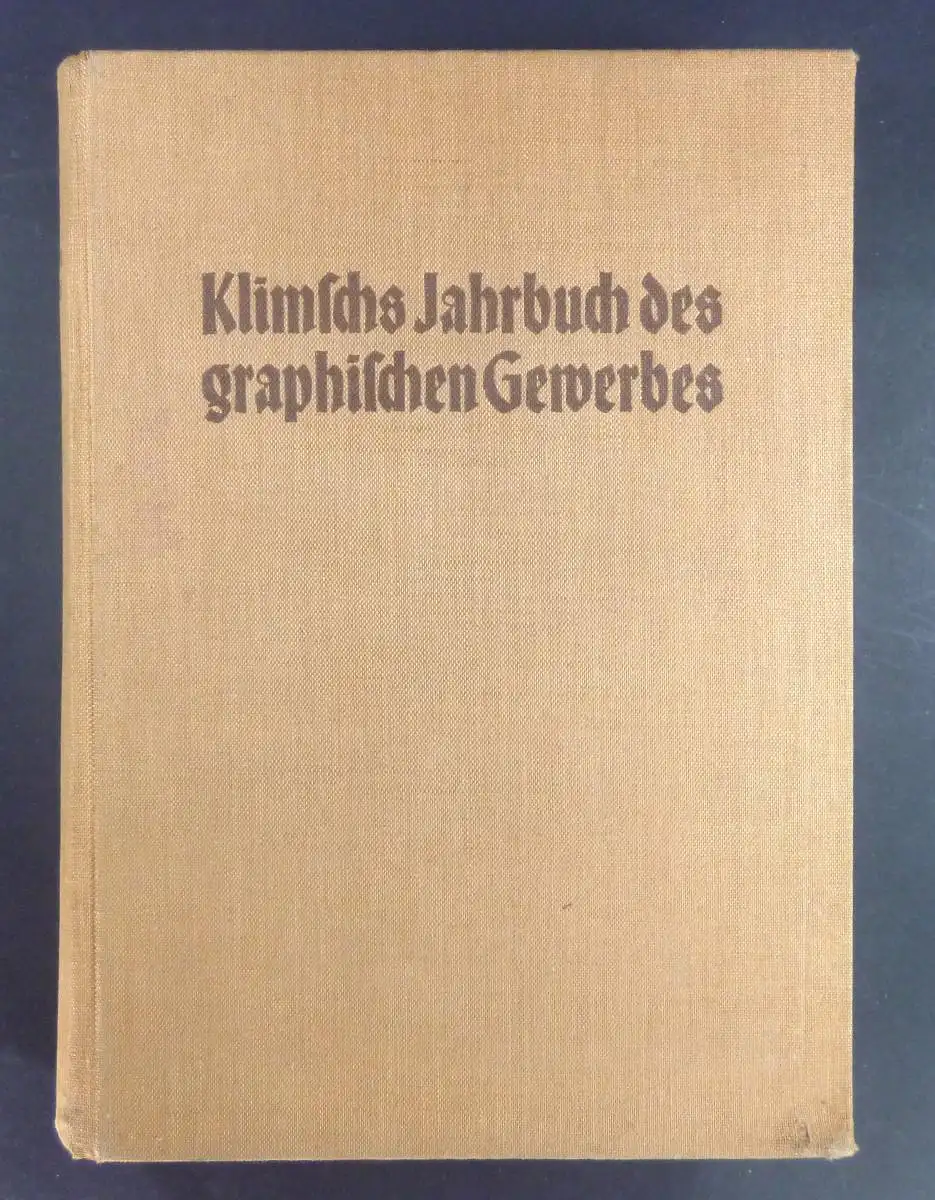 Klimſchs Jahrbuch des
graphiſchen Gewerbes